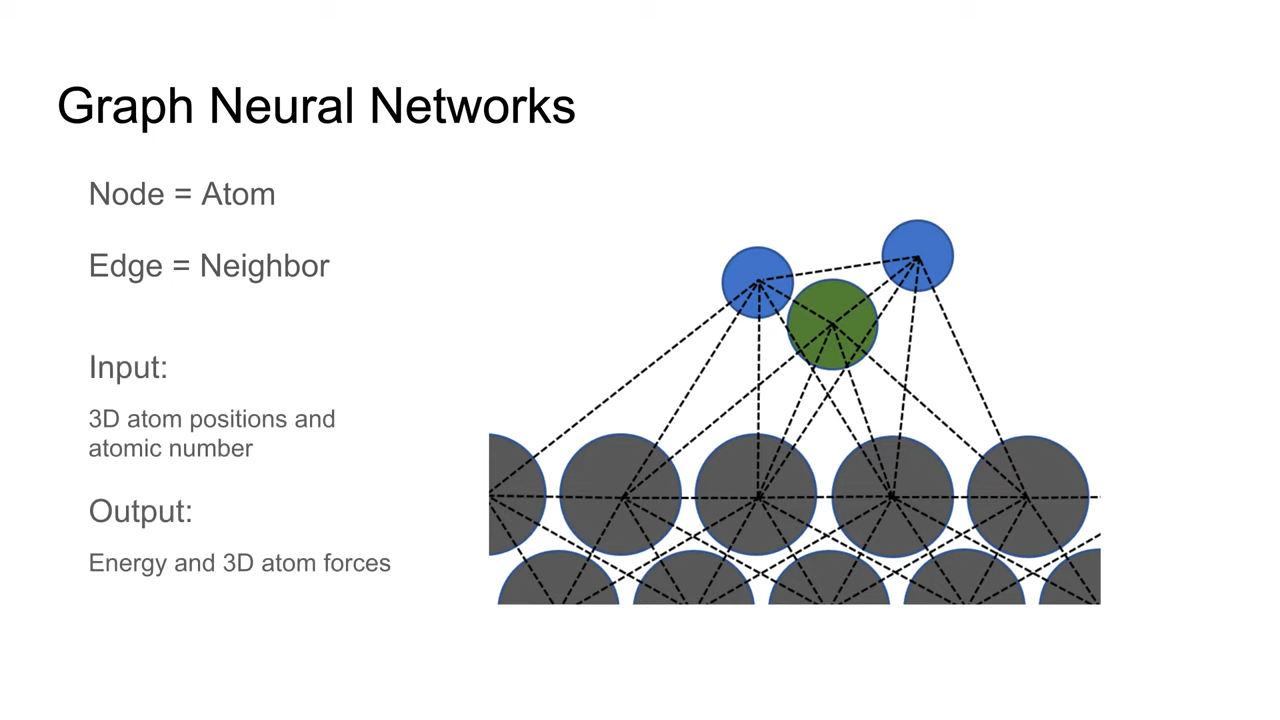 Graph Neural Networks
Node = Atom
Edge = Neighbor
Input:
3D atom positions and
atomic number
Output:
Energy and 3D atom forces